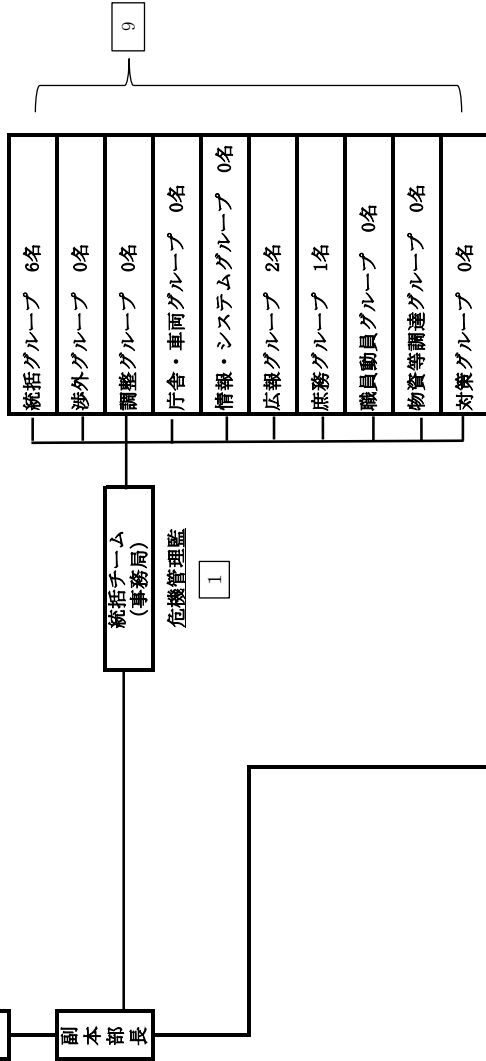 副本部長
統括チーム
(事務局)
危機管理監
1
統括グループ 6名
渉外グループ 0名
調整グループ 0名
庁舎・車両グループ 0名
情報・システムグループ 0名
広報グループ 2名
庶務グループ 1名
職員動員グループ 0名
物資等調達グループ 0名
対策グループ 0名
9